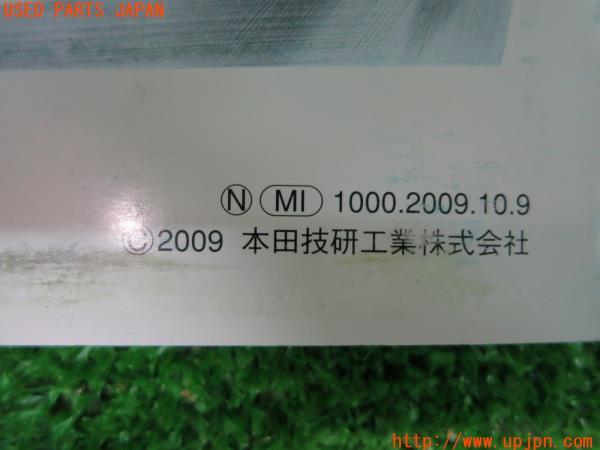 USED PARTS JAPAN
Ⓝ (MI) 1000.2009.10.9
©2009 本田技研工業株式会社
http://www.upjpn.com/